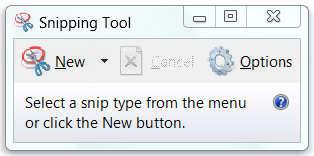 Snipping Tool
New Cancel Options
Select a snip type from the menu
or click the New button.